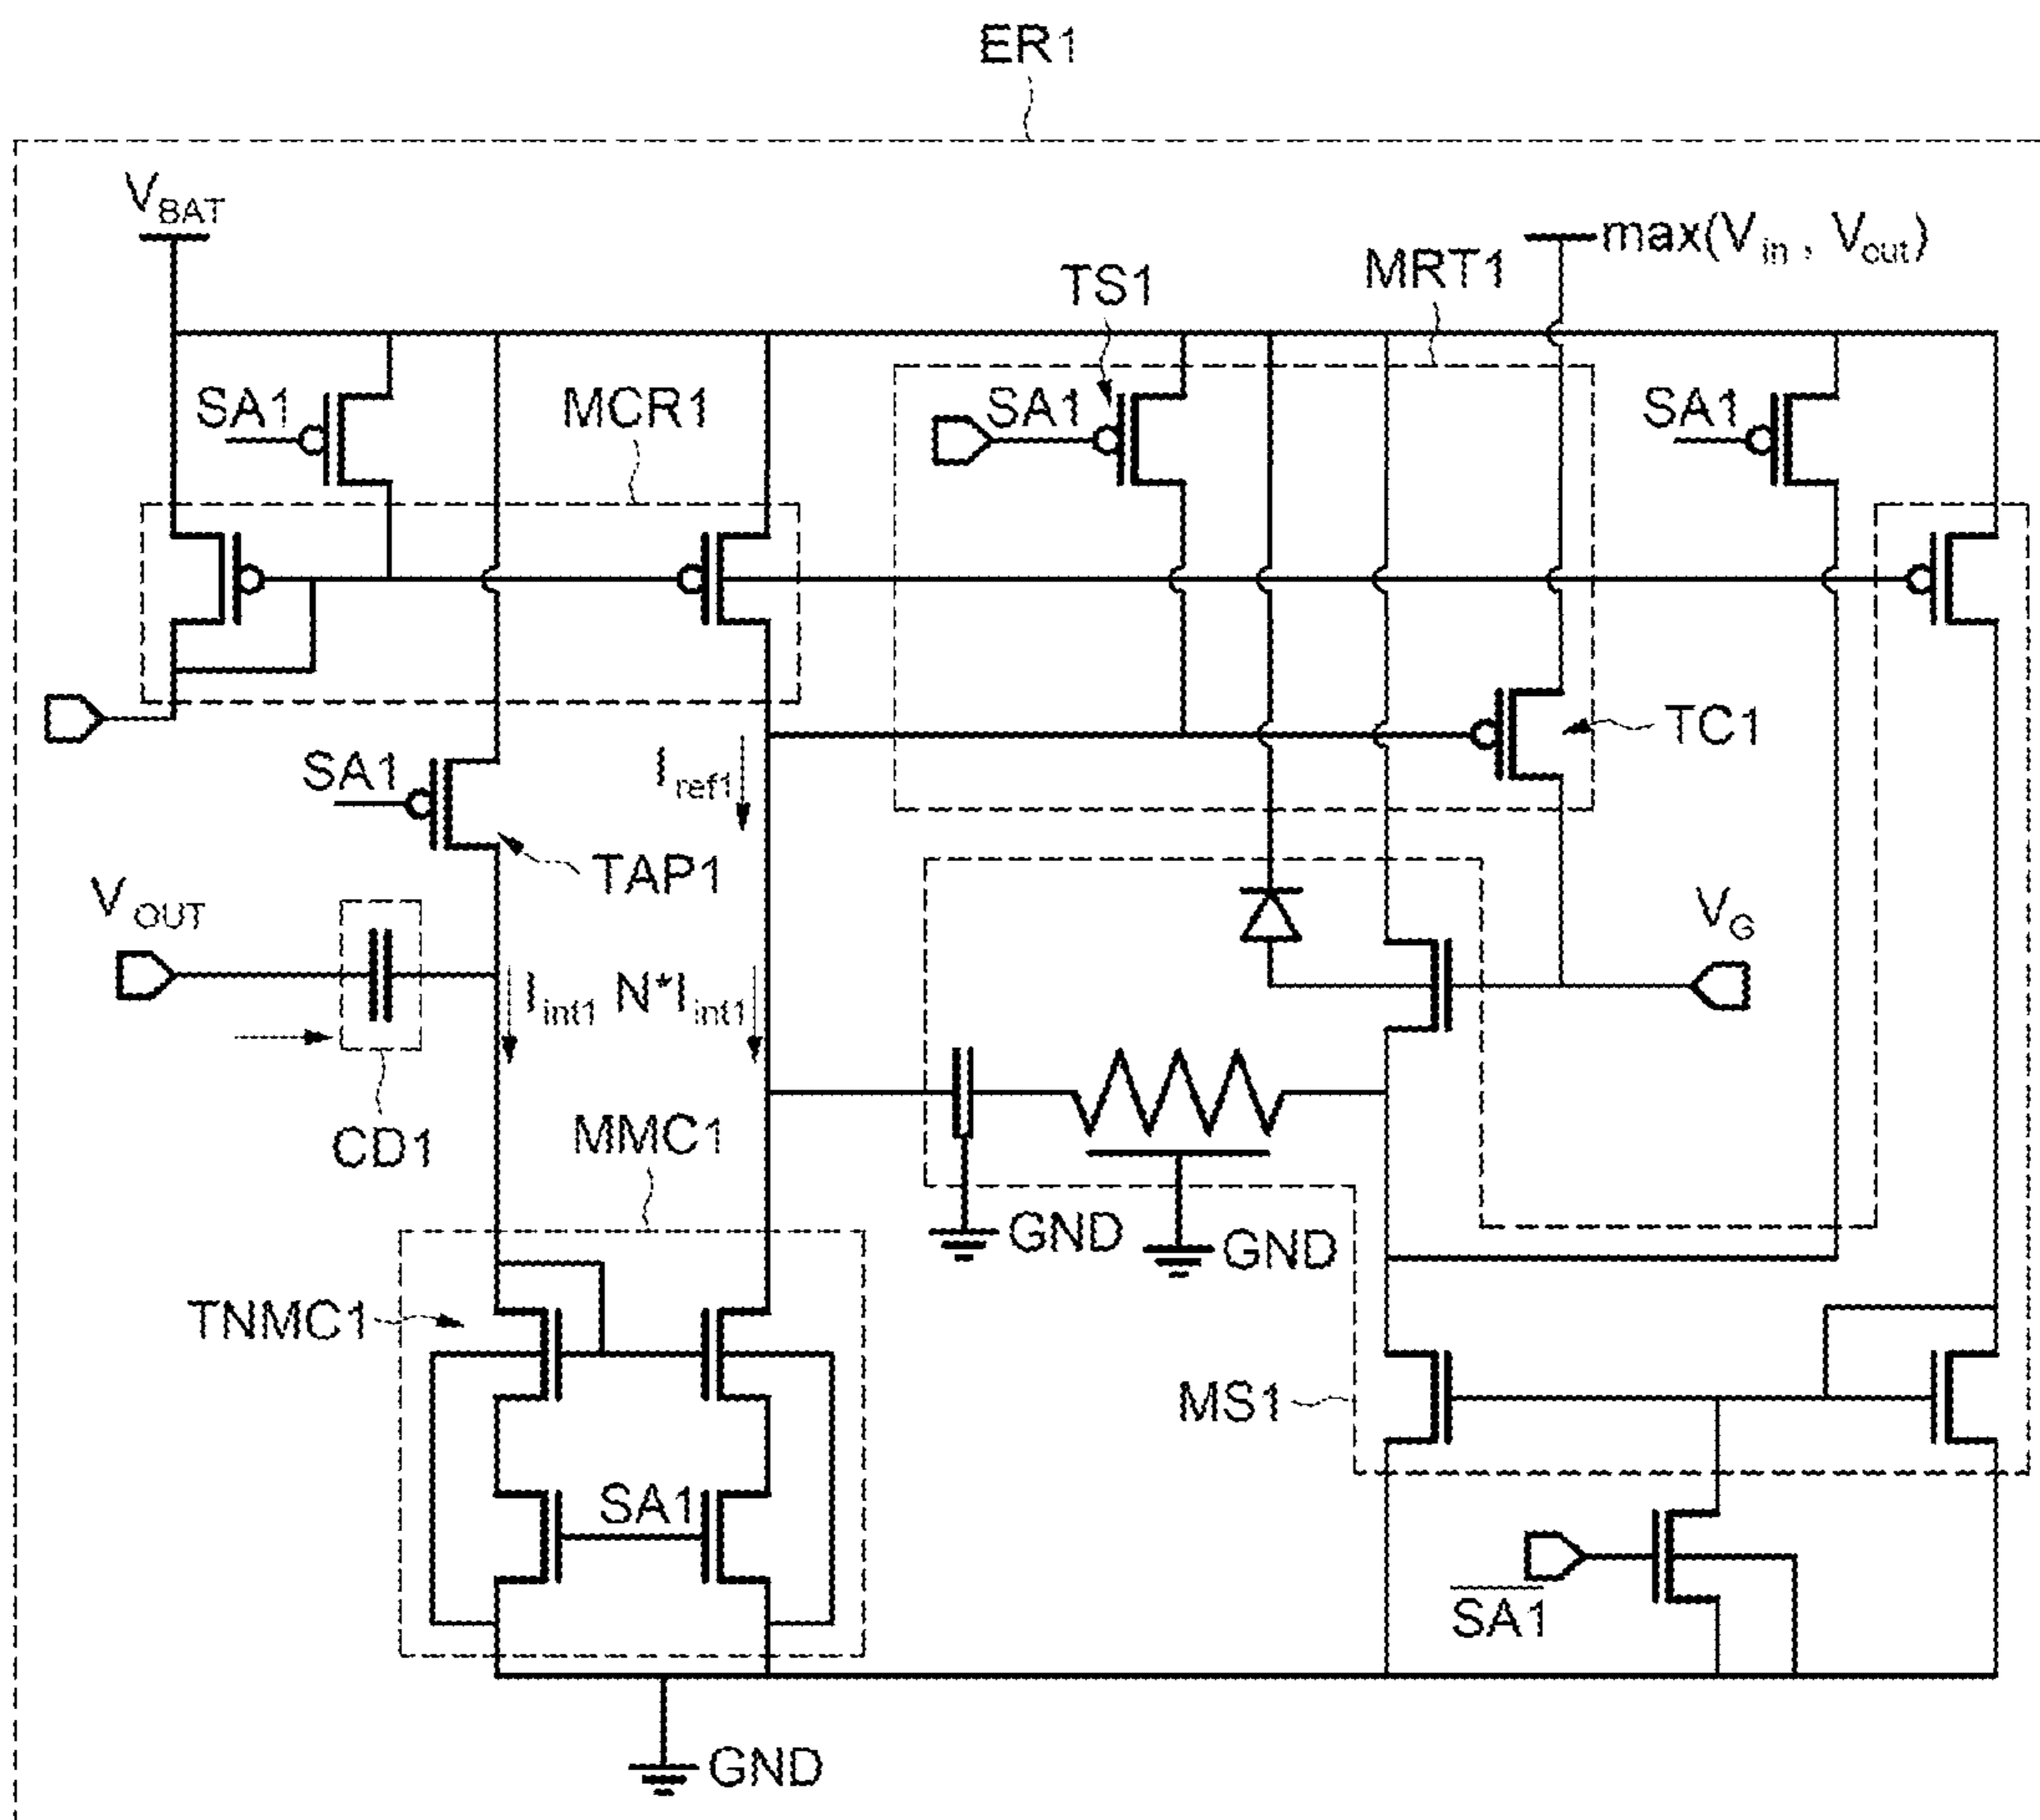 ER1
VBAT
max(Vin , Vout)
MRT1
TS1
SA1
MCR1
SA1
SA1
Iref1
TC1
SA1
TAP1
VOUT
VG
Iint1 N*Iint1
CD1
MMC1
GND
GND
TNMC1
MS1
SA1
SA1
GND